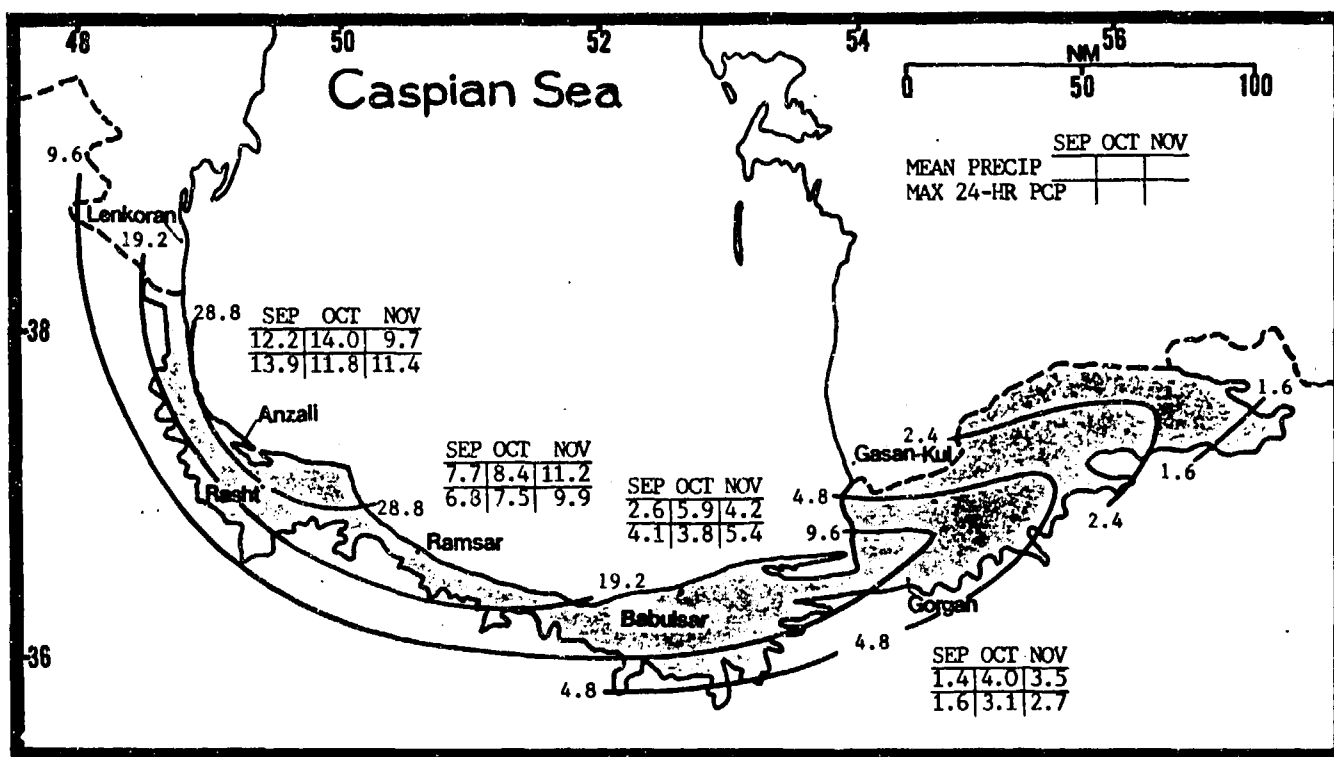 48 50 52 54 56
Caspian Sea
NM
0 50 100
SEP OCT NOV
MEAN PRECIP
MAX 24-HR PCP
9.6
Lenkoran
19.2
28.8
38
SEP OCT NOV
12.2 14.0 9.7
13.9 11.8 11.4
Anzali
1.6
2.4
Gasan-Kul
1.6
SEP OCT NOV
7.7 8.4 11.2
6.8 7.5 9.9
Rasht
28.8
SEP OCT NOV
2.6 5.9 4.2
4.1 3.8 5.4
4.8
2.4
9.6
Ramsar
19.2
Babulsar
Gorgan
4.8
36
4.8
SEP OCT NOV
1.4 4.0 3.5
1.6 3.1 2.7